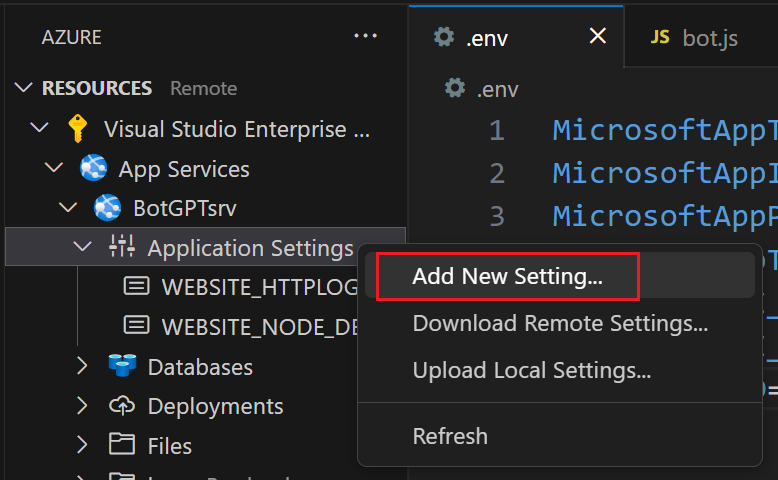 AZURE
RESOURCES Remote
Visual Studio Enterprise ...
App Services
BotGPTsrv
Application Settings
WEBSITE_HTTPLOG
WEBSITE_NODE_DE
Databases
Deployments
Files
.env
JS bot.js
.env
1 MicrosoftAppT
2 MicrosoftAppI
3 MicrosoftAppP
Add New Setting...
Download Remote Settings...
Upload Local Settings...
Refresh